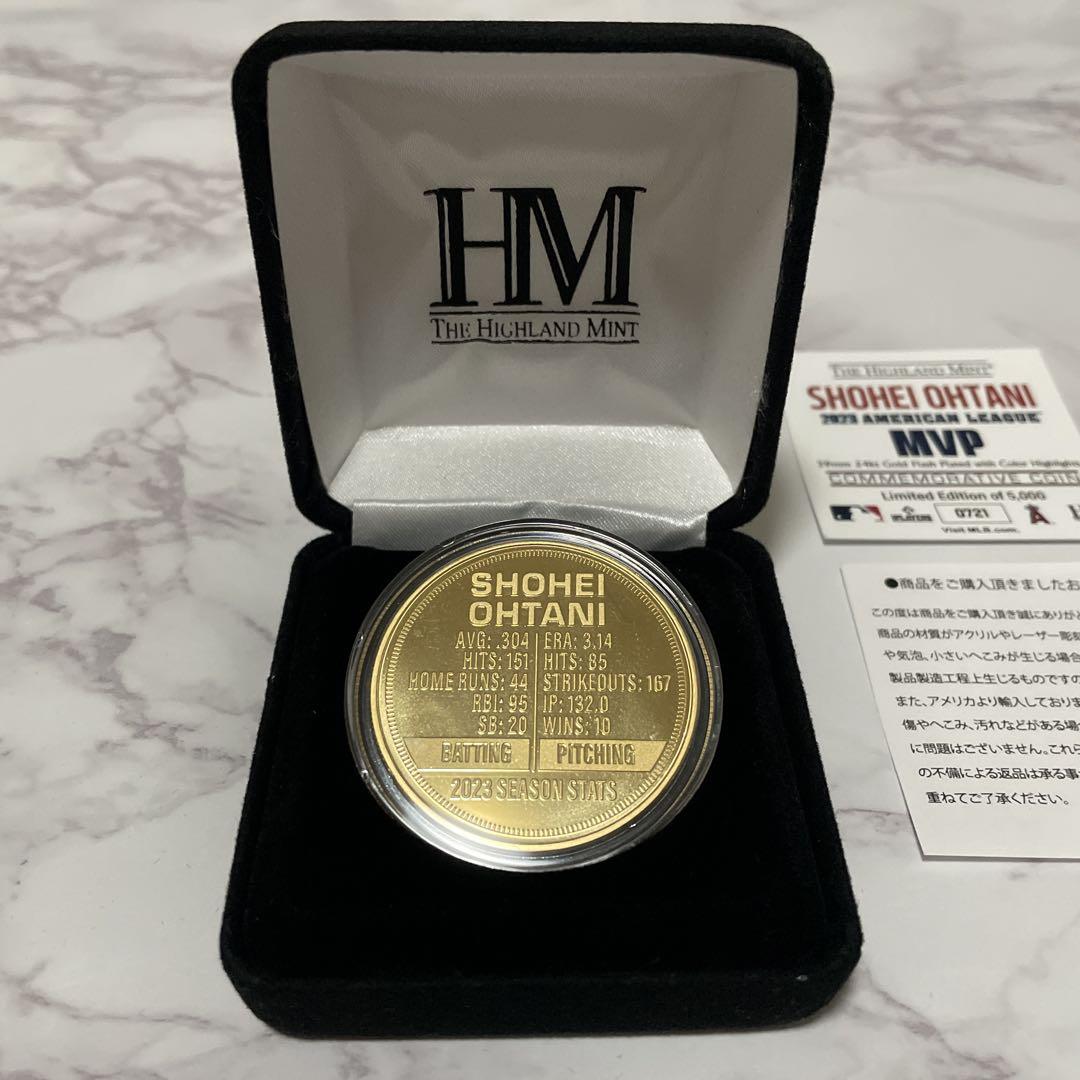 HM
THE HIGHLAND MINT
SHOHEI
OHTANI
AVG: .304 ERA: 3.14
HITS: 151 HITS: 85
HOME RUNS: 44 STRIKEOUTS: 167
RBI: 95 IP: 132.0
SB: 20 WINS: 10
BATTING PITCHING
2023 SEASON STATS
THE HIGHLAND MINT
SHOHEI OHTANI
2023 AMERICAN LEAGUE
MVP
39mm 24kt Gold Flash Plated with Color Highlights
COMMEMORATIVE COIN
Limited Edition of 5,000
0721
A
Visit MLB.com.
●商品をご購入頂きましたお
この度は商品をご購入頂き誠にありがと
商品の材質がアクリルやレーザー彫刻
や気泡、小さいへこみが生じる場合
製品製造工程上生じるものですの
また、アメリカより輸入しておりま
傷やへこみ、汚れなどがある場合
に問題はございません。これら
の不備による返品は承る事
重ねてご了承ください。